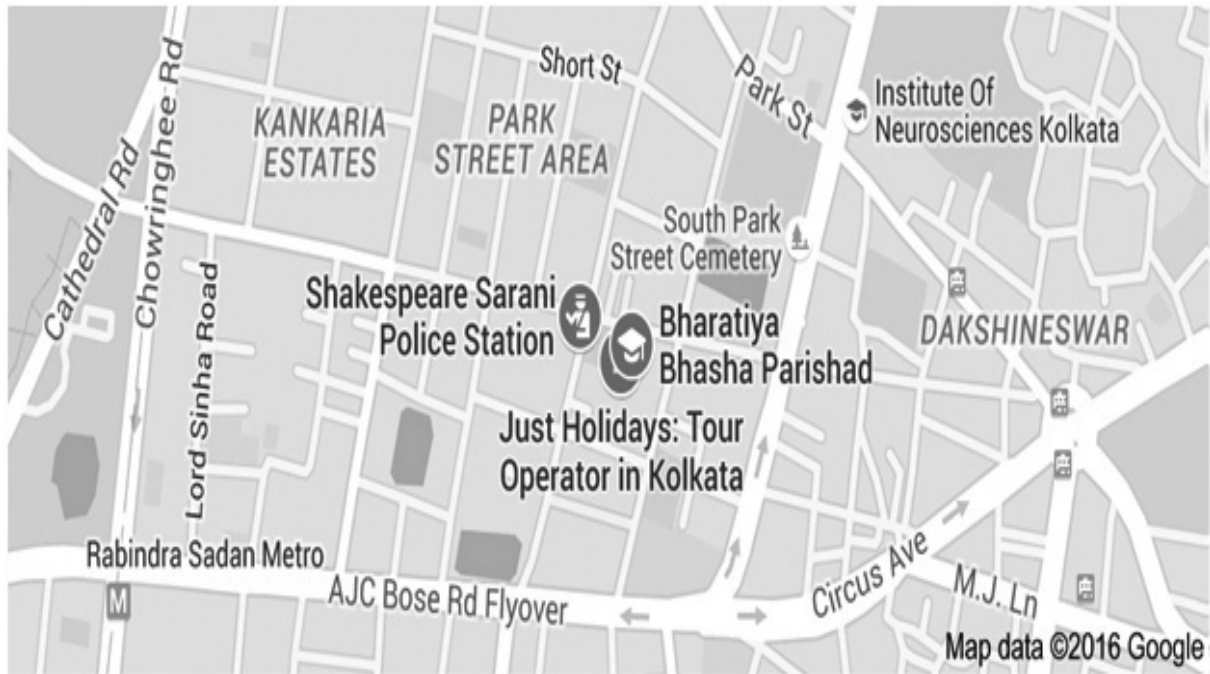 Short St
Park St
Institute Of
Neurosciences Kolkata
KANKARIA
ESTATES
PARK
STREET AREA
Cathedral Rd
Chowringhee Rd
South Park
Street Cemetery
Lord Sinha Road
Shakespeare Sarani
Police Station
Bharatiya
Bhasha Parishad
DAKSHINESWAR
Just Holidays: Tour
Operator in Kolkata
Rabindra Sadan Metro
M
AJC Bose Rd Flyover
Circus Ave
M.J. Ln
Map data ©2016 Google